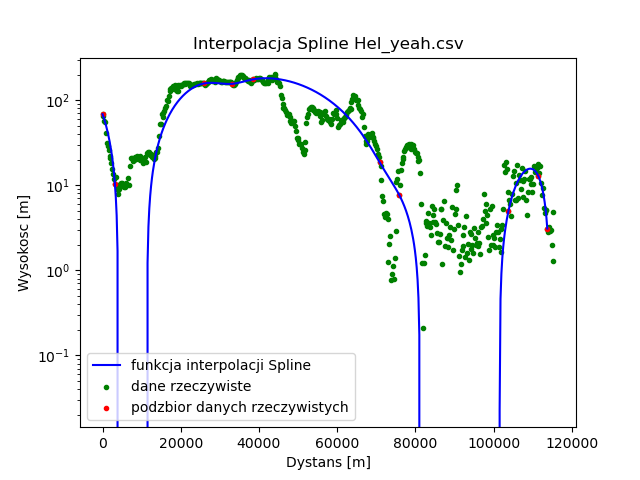 Interpolacja Spline Hel_yeah.csv
Wysokosc [m]
10²
10¹
10⁰
10⁻¹
funkcja interpolacji Spline
dane rzeczywiste
podzbior danych rzeczywistych
0 20000 40000 60000 80000 100000 120000
Dystans [m]